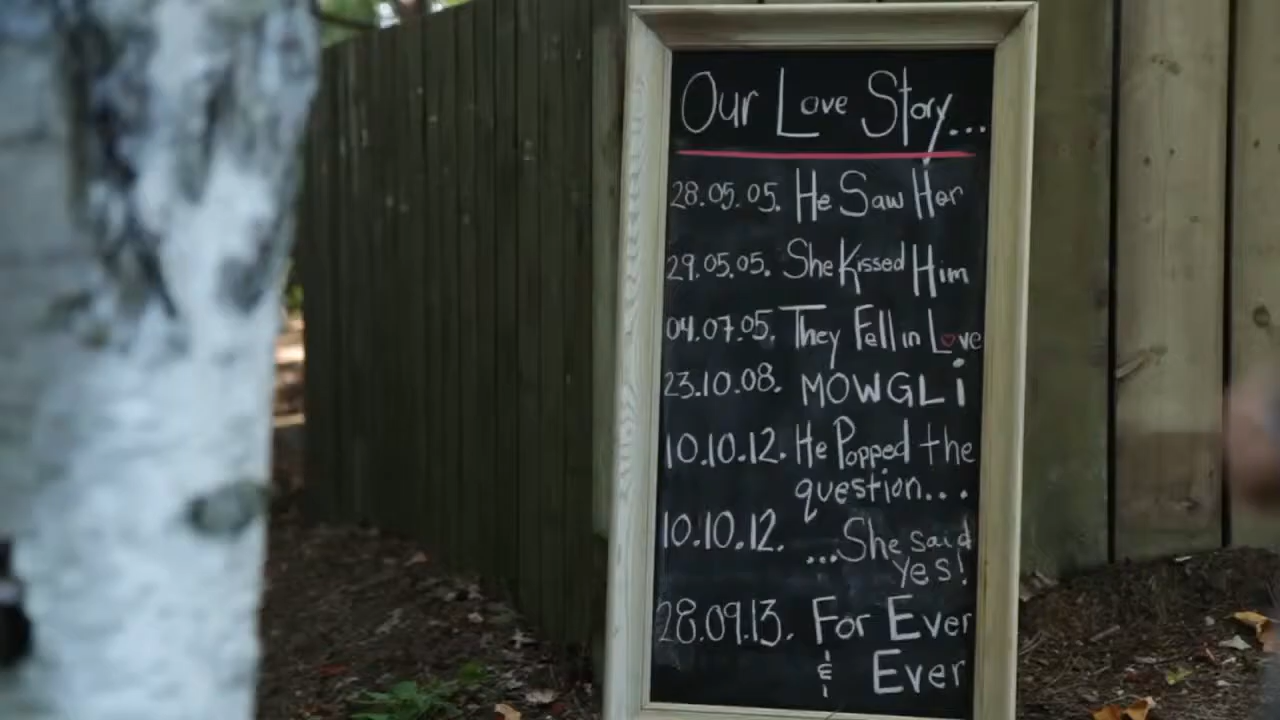 Our Love Story...
28.05.05. He Saw Her
29.05.05. She Kissed Him
04.07.05. They Fell in Love
23.10.08. MOWGLi
10.10.12. He Popped the
question...
10.10.12. ...She said
yes!
28.09.13. For Ever
& Ever